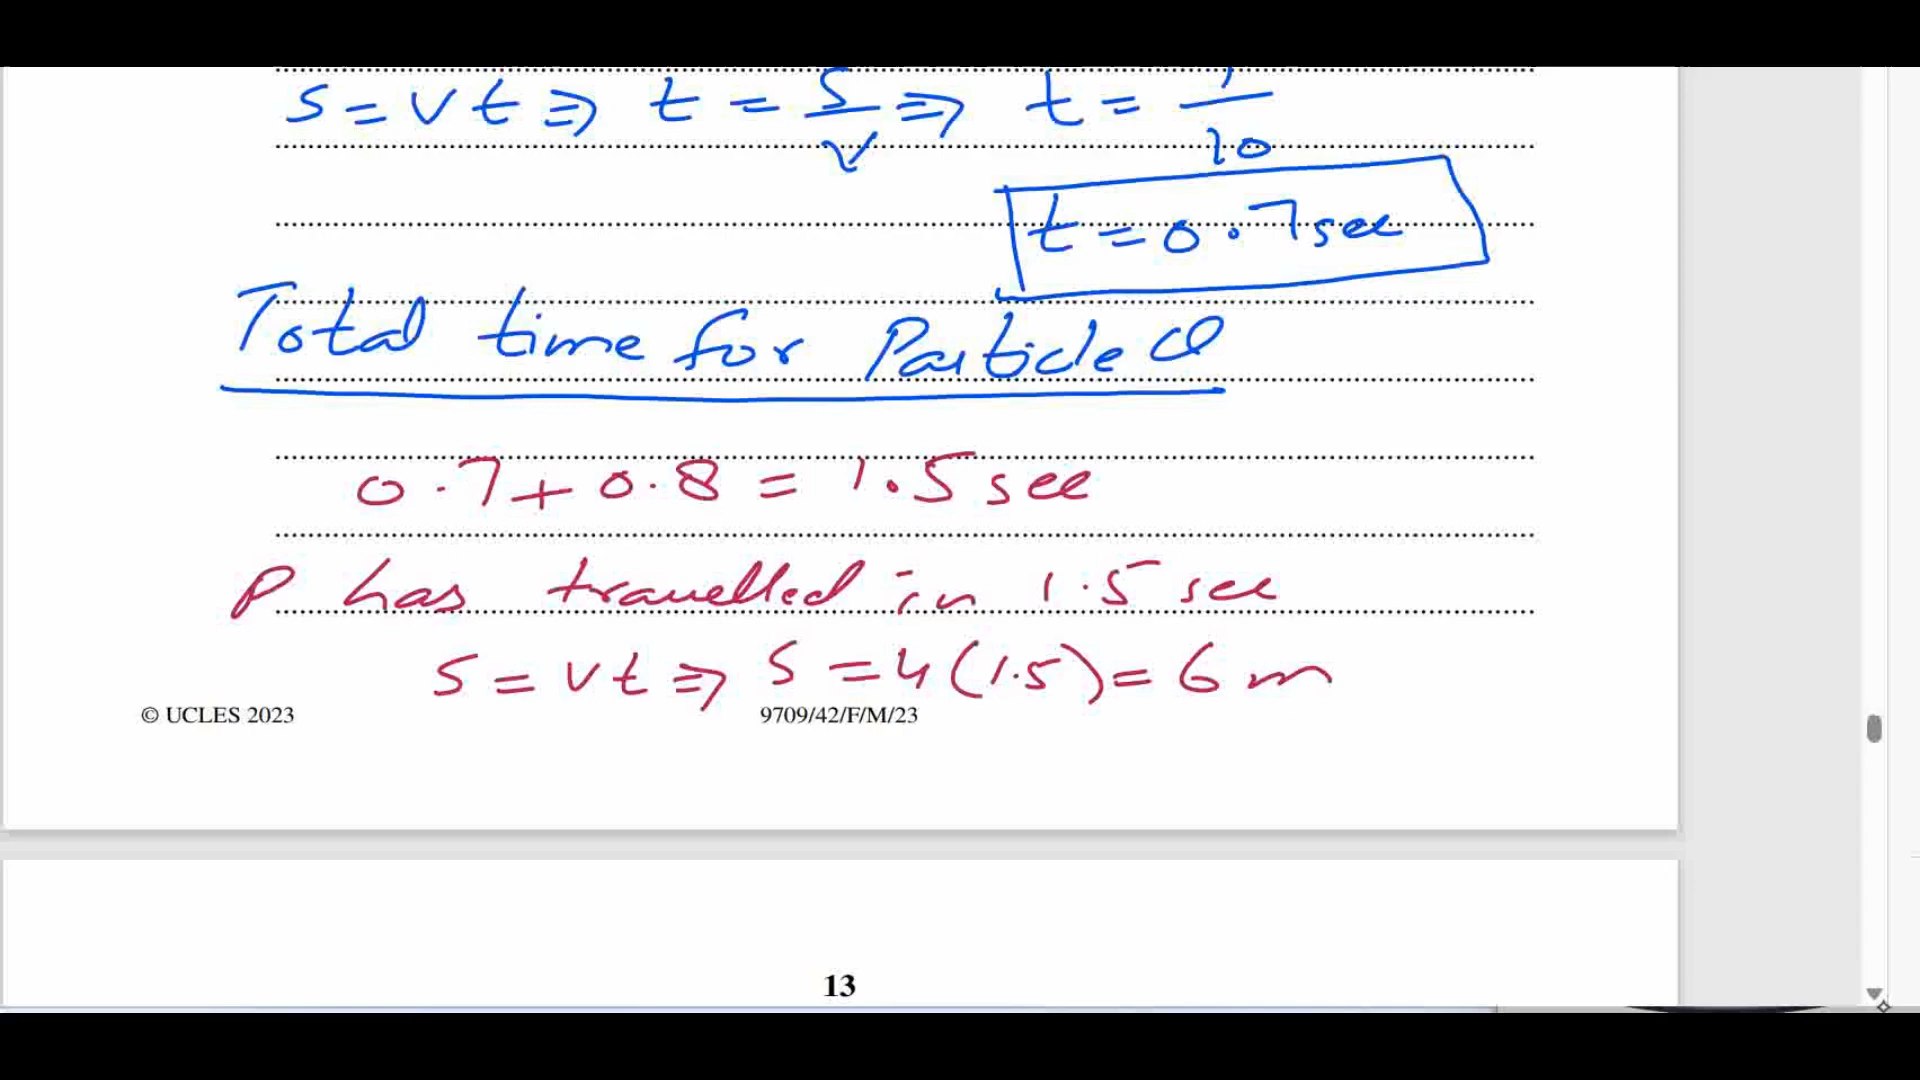 s = vt ⇒ t = s/v ⇒ t = 7/10
t = 0.7 sec
Total time for Particle Q
0.7 + 0.8 = 1.5 sec
P has travelled in 1.5 sec
s = vt ⇒ s = 4(1.5) = 6 m
© UCLES 2023 9709/42/F/M/23
13